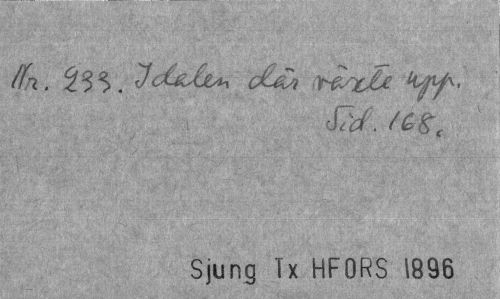 Nr. 233. I dalen där växte upp.
Sid. 168.
Sjung Tx HFORS 1896